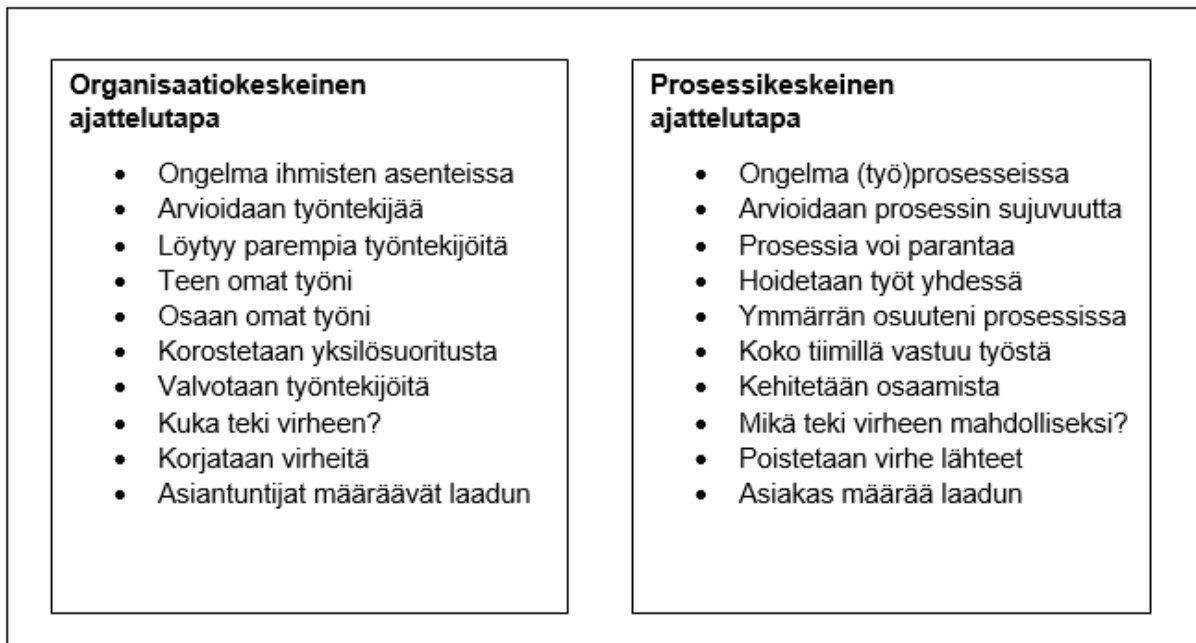 Organisaatiokeskeinen
ajattelutapa
• Ongelma ihmisten asenteissa
• Arvioidaan työntekijää
• Löytyy parempia työntekijöitä
• Teen omat työni
• Osaan omat työni
• Korostetaan yksilösuoritusta
• Valvotaan työntekijöitä
• Kuka teki virheen?
• Korjataan virheitä
• Asiantuntijat määräävät laadun
Prosessikeskeinen
ajattelutapa
• Ongelma (työ)prosesseissa
• Arvioidaan prosessin sujuvuutta
• Prosessia voi parantaa
• Hoidetaan työt yhdessä
• Ymmärrän osuuteni prosessissa
• Koko tiimillä vastuu työstä
• Kehitetään osaamista
• Mikä teki virheen mahdolliseksi?
• Poistetaan virhe lähteet
• Asiakas määrää laadun